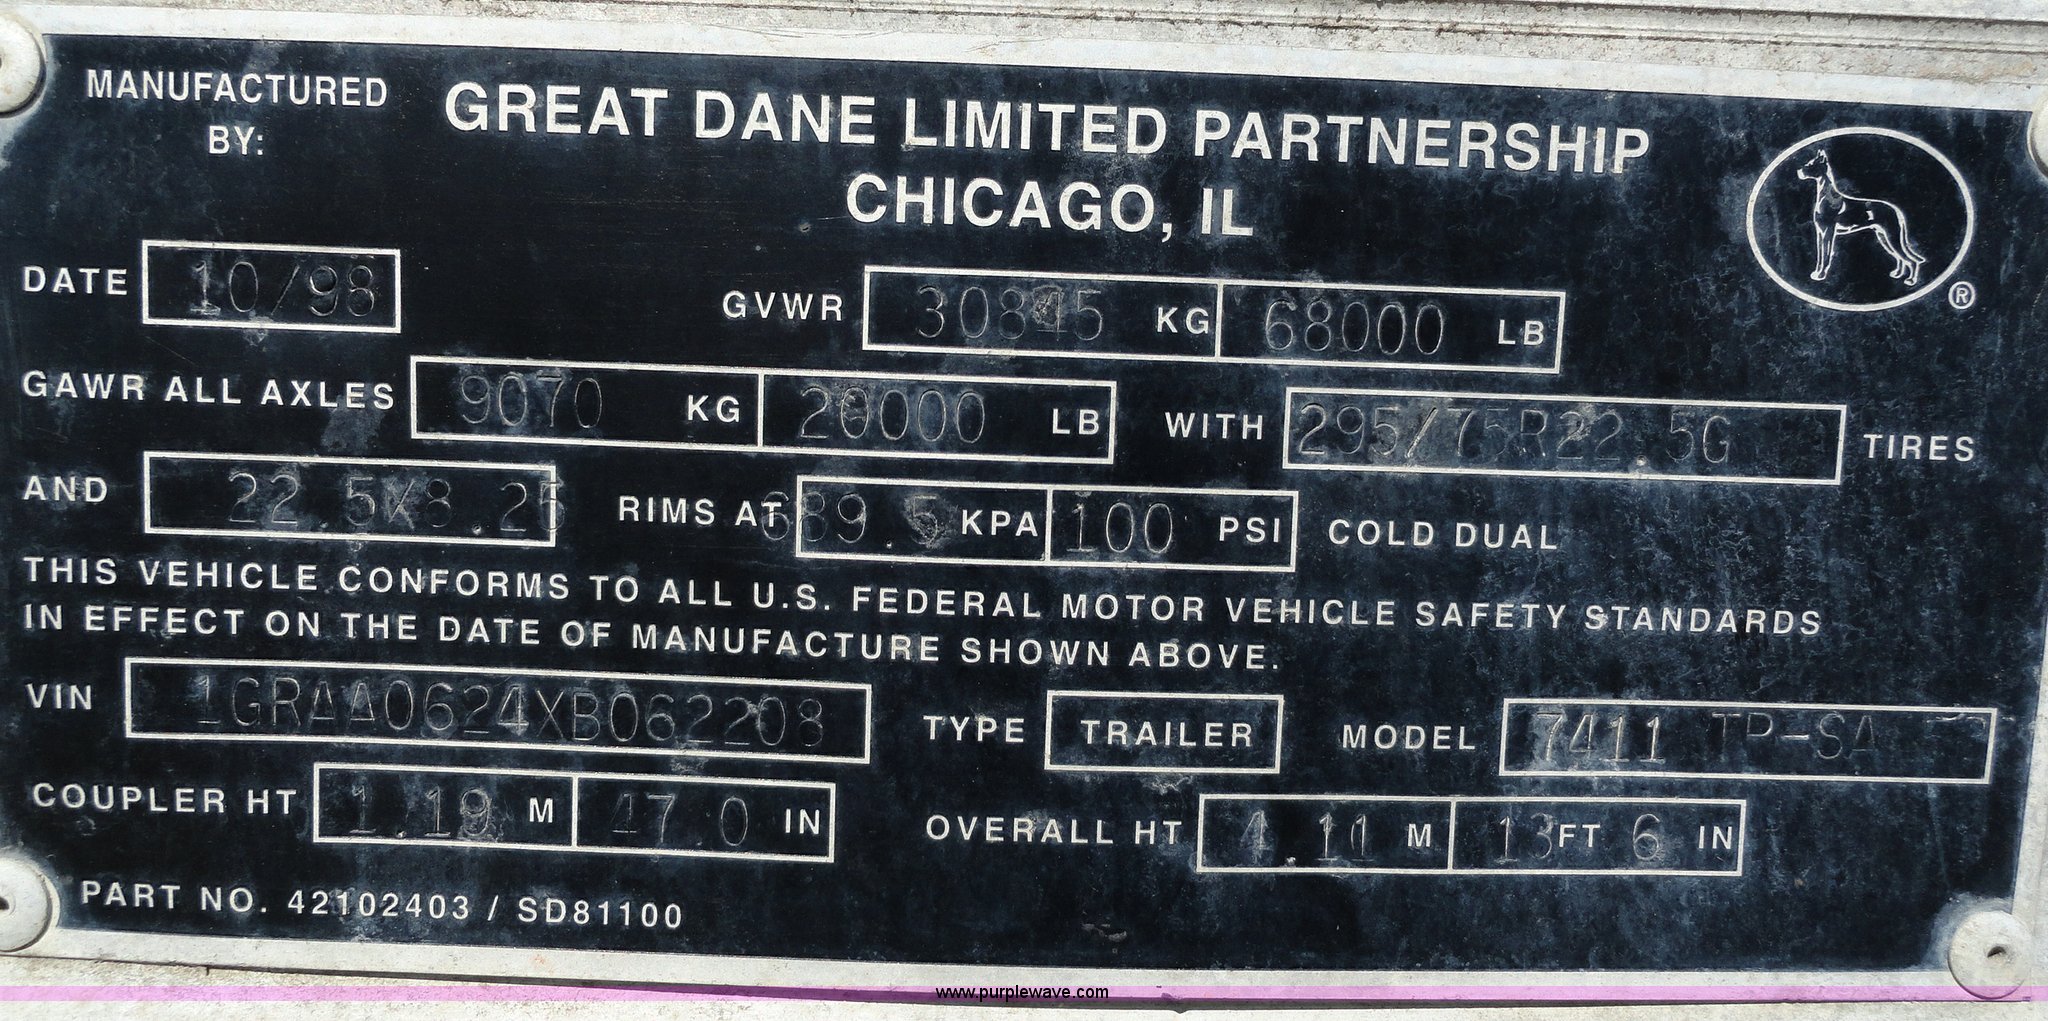 MANUFACTURED BY: GREAT DANE LIMITED PARTNERSHIP
CHICAGO, IL
®
DATE 10/98 GVWR 30845 KG 68000 LB
GAWR ALL AXLES 9070 KG 20000 LB WITH 295/75R22.5G TIRES
AND 22.5X8.25 RIMS AT 689.5 KPA 100 PSI COLD DUAL
THIS VEHICLE CONFORMS TO ALL U.S. FEDERAL MOTOR VEHICLE SAFETY STANDARDS
IN EFFECT ON THE DATE OF MANUFACTURE SHOWN ABOVE.
VIN 1GRAA0624XB062208 TYPE TRAILER MODEL 7411 TP-SA
COUPLER HT 1.19 M 47.0 IN OVERALL HT 4.11 M 13 FT 6 IN
PART NO. 42102403 / SD81100
www.purplewave.com